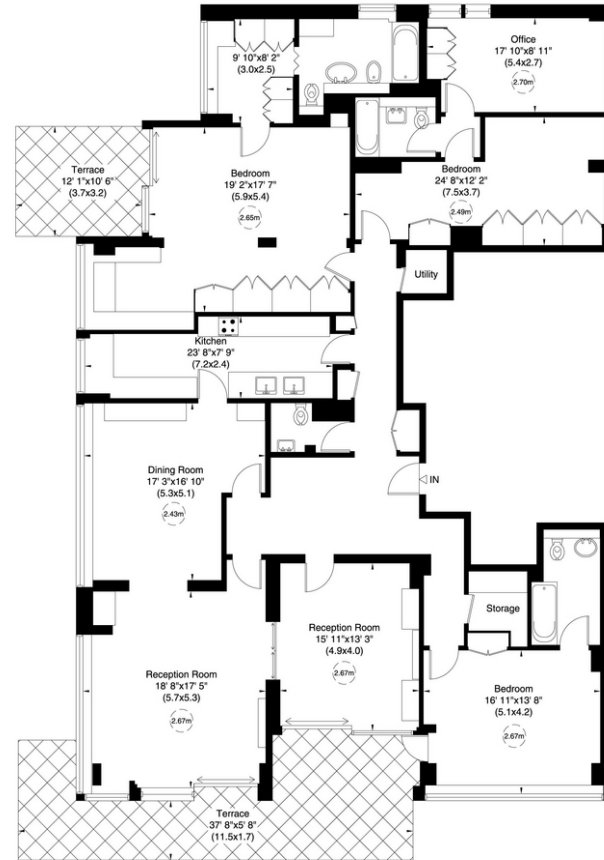 9' 10"x8' 2"
(3.0x2.5)
Office
17' 10"x8' 11"
(5.4x2.7)
2.70m
Terrace
12' 1"x10' 6"
(3.7x3.2)
Bedroom
19' 2"x17' 7"
(5.9x5.4)
2.65m
Bedroom
24' 8"x12' 2"
(7.5x3.7)
2.49m
Utility
Kitchen
23' 8"x7' 9"
(7.2x2.4)
Dining Room
17' 3"x16' 10"
(5.3x5.1)
2.43m
IN
Reception Room
15' 11"x13' 3"
(4.9x4.0)
2.67m
Storage
Reception Room
18' 8"x17' 5"
(5.7x5.3)
2.67m
Bedroom
16' 11"x13' 8"
(5.1x4.2)
2.67m
Terrace
37' 8"x5' 8"
(11.5x1.7)